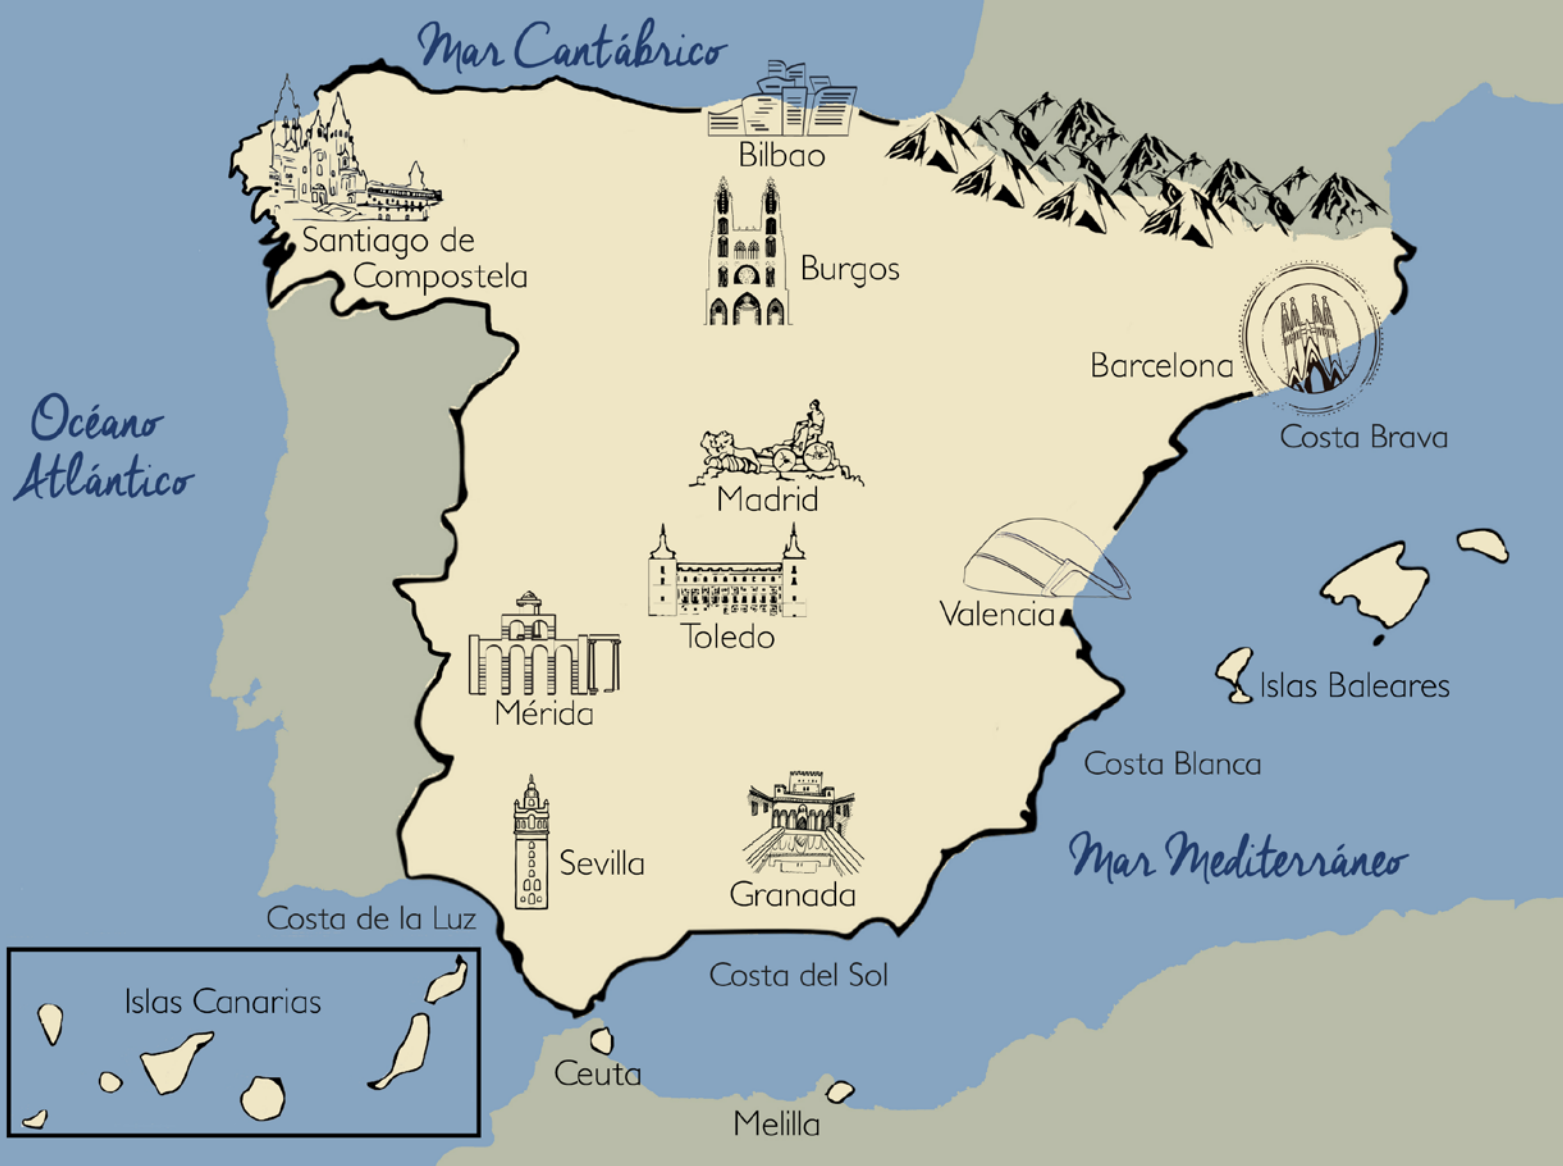 Mar Cantábrico
Bilbao
Santiago de
Compostela
Burgos
Barcelona
Océano
Atlántico
Costa Brava
Madrid
Valencia
Toledo
Islas Baleares
Mérida
Costa Blanca
Mar Mediterráneo
Sevilla
Granada
Costa de la Luz
Costa del Sol
Islas Canarias
Ceuta
Melilla